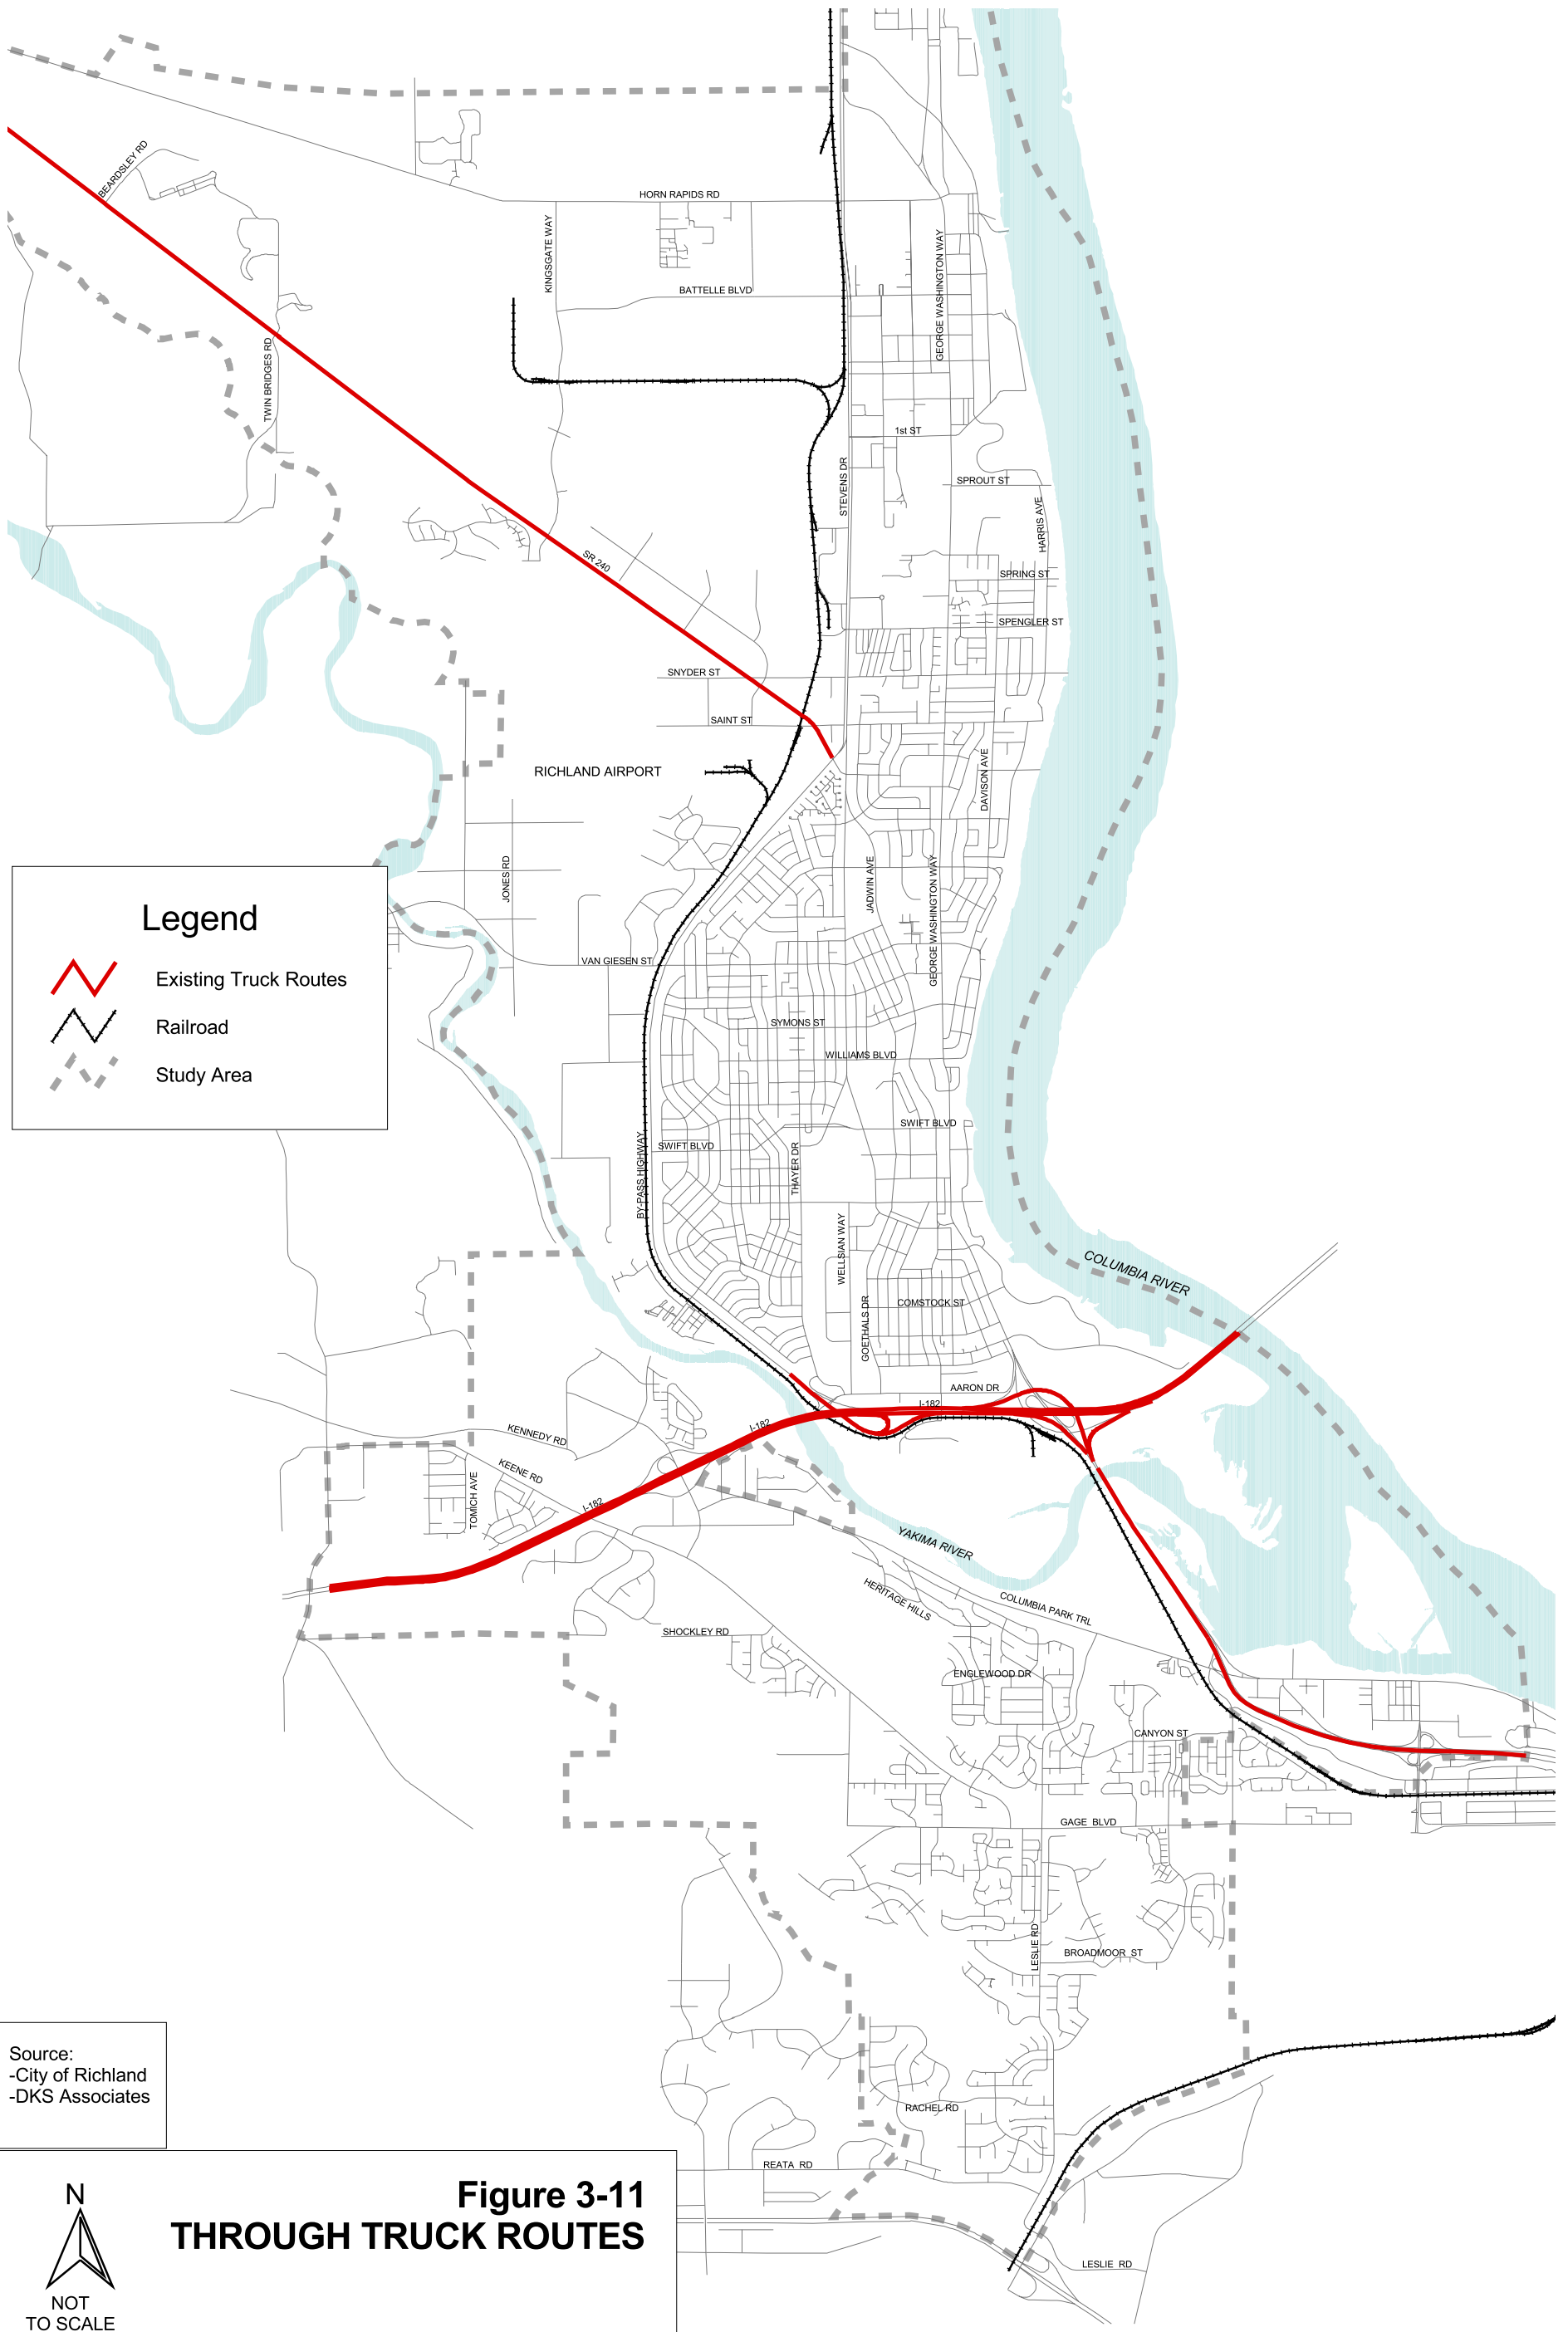 BEARDSLEY RD
HORN RAPIDS RD
KINGSGATE WAY
GEORGE WASHINGTON WAY
BATTELLE BLVD
TWIN BRIDGES RD
1st ST
STEVENS DR
SPROUT ST
HARRIS AVE
SR 240
SPRING ST
SPENGLER ST
SNYDER ST
SAINT ST
RICHLAND AIRPORT
DAVISON AVE
JONES RD
JADWIN AVE
GEORGE WASHINGTON WAY
VAN GIESEN ST
Legend
Existing Truck Routes
Railroad
Study Area
SYMONS ST
WILLIAMS BLVD
SWIFT BLVD
SWIFT BLVD
BY-PASS HIGHWAY
THAYER DR
WELLSIAN WAY
COLUMBIA RIVER
COMSTOCK ST
GOETHALS DR
AARON DR
I-182
I-182
KENNEDY RD
KEENE RD
TOMICH AVE
I-182
YAKIMA RIVER
HERITAGE HILLS
COLUMBIA PARK TRL
SHOCKLEY RD
ENGLEWOOD DR
CANYON ST
GAGE BLVD
LESLIE RD
BROADMOOR ST
RACHEL RD
REATA RD
LESLIE RD
Source:
-City of Richland
-DKS Associates
N
NOT
TO SCALE
Figure 3-11
THROUGH TRUCK ROUTES